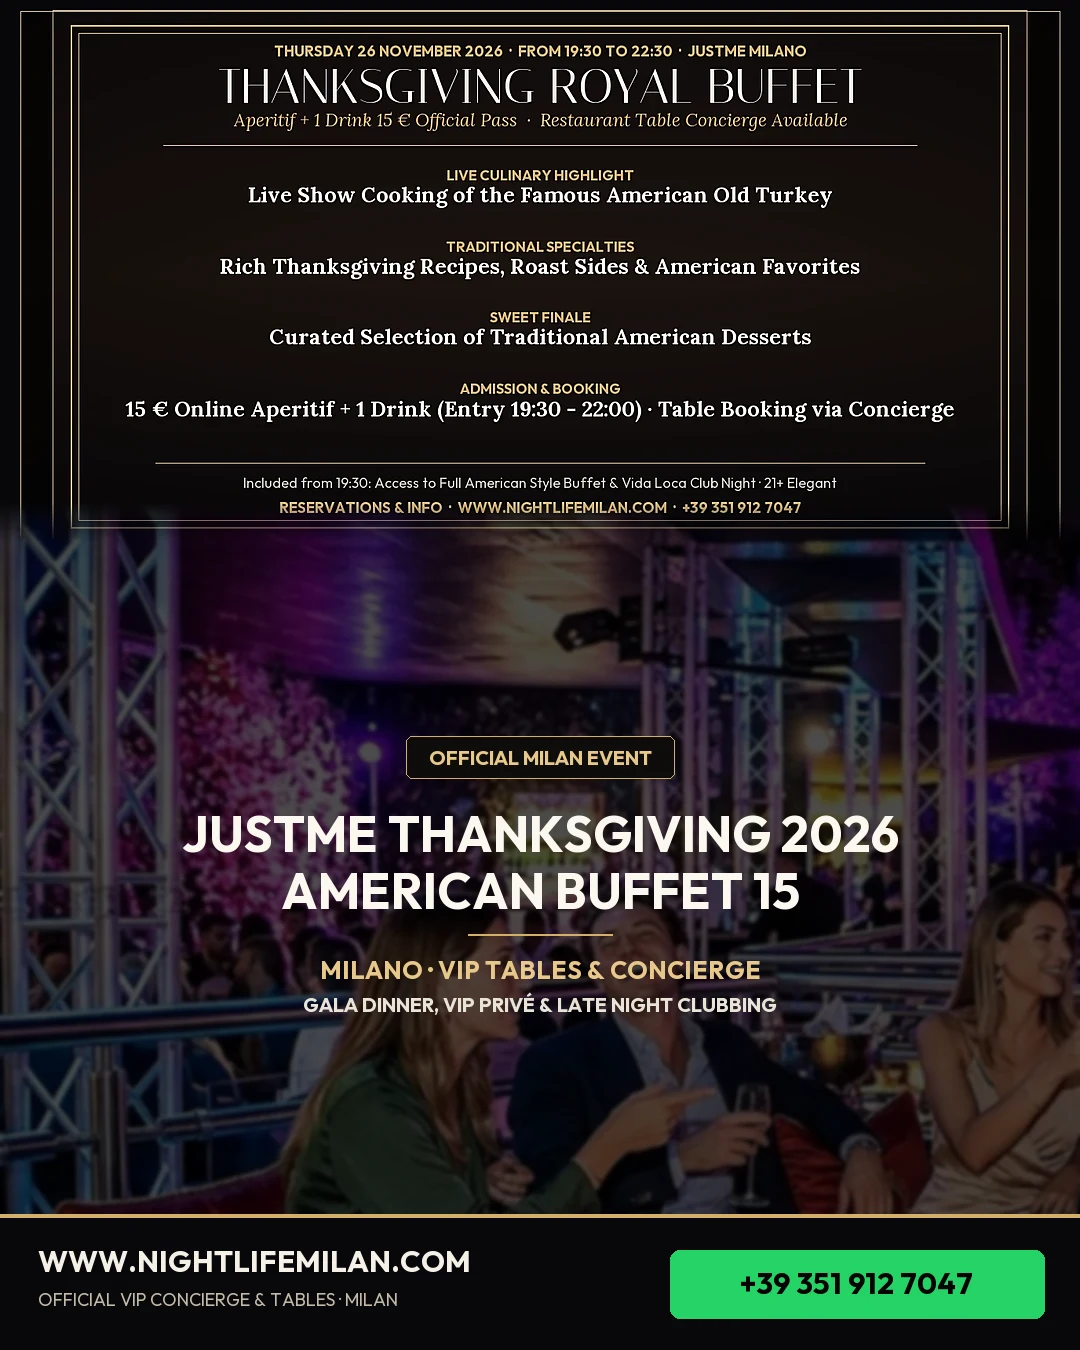 THURSDAY 26 NOVEMBER 2026 · FROM 19:30 TO 22:30 · JUSTME MILANO
THANKSGIVING ROYAL BUFFET
Aperitif + 1 Drink 15 € Official Pass · Restaurant Table Concierge Available
LIVE CULINARY HIGHLIGHT
Live Show Cooking of the Famous American Old Turkey
TRADITIONAL SPECIALTIES
Rich Thanksgiving Recipes, Roast Sides & American Favorites
SWEET FINALE
Curated Selection of Traditional American Desserts
ADMISSION & BOOKING
15 € Online Aperitif + 1 Drink (Entry 19:30 - 22:00) · Table Booking via Concierge
Included from 19:30: Access to Full American Style Buffet & Vida Loca Club Night · 21+ Elegant
RESERVATIONS & INFO · WWW.NIGHTLIFEMILAN.COM · +39 351 912 7047
OFFICIAL MILAN EVENT
JUSTME THANKSGIVING 2026
AMERICAN BUFFET 15
MILANO · VIP TABLES & CONCIERGE
GALA DINNER, VIP PRIVÉ & LATE NIGHT CLUBBING
WWW.NIGHTLIFEMILAN.COM
OFFICIAL VIP CONCIERGE & TABLES · MILAN
+39 351 912 7047